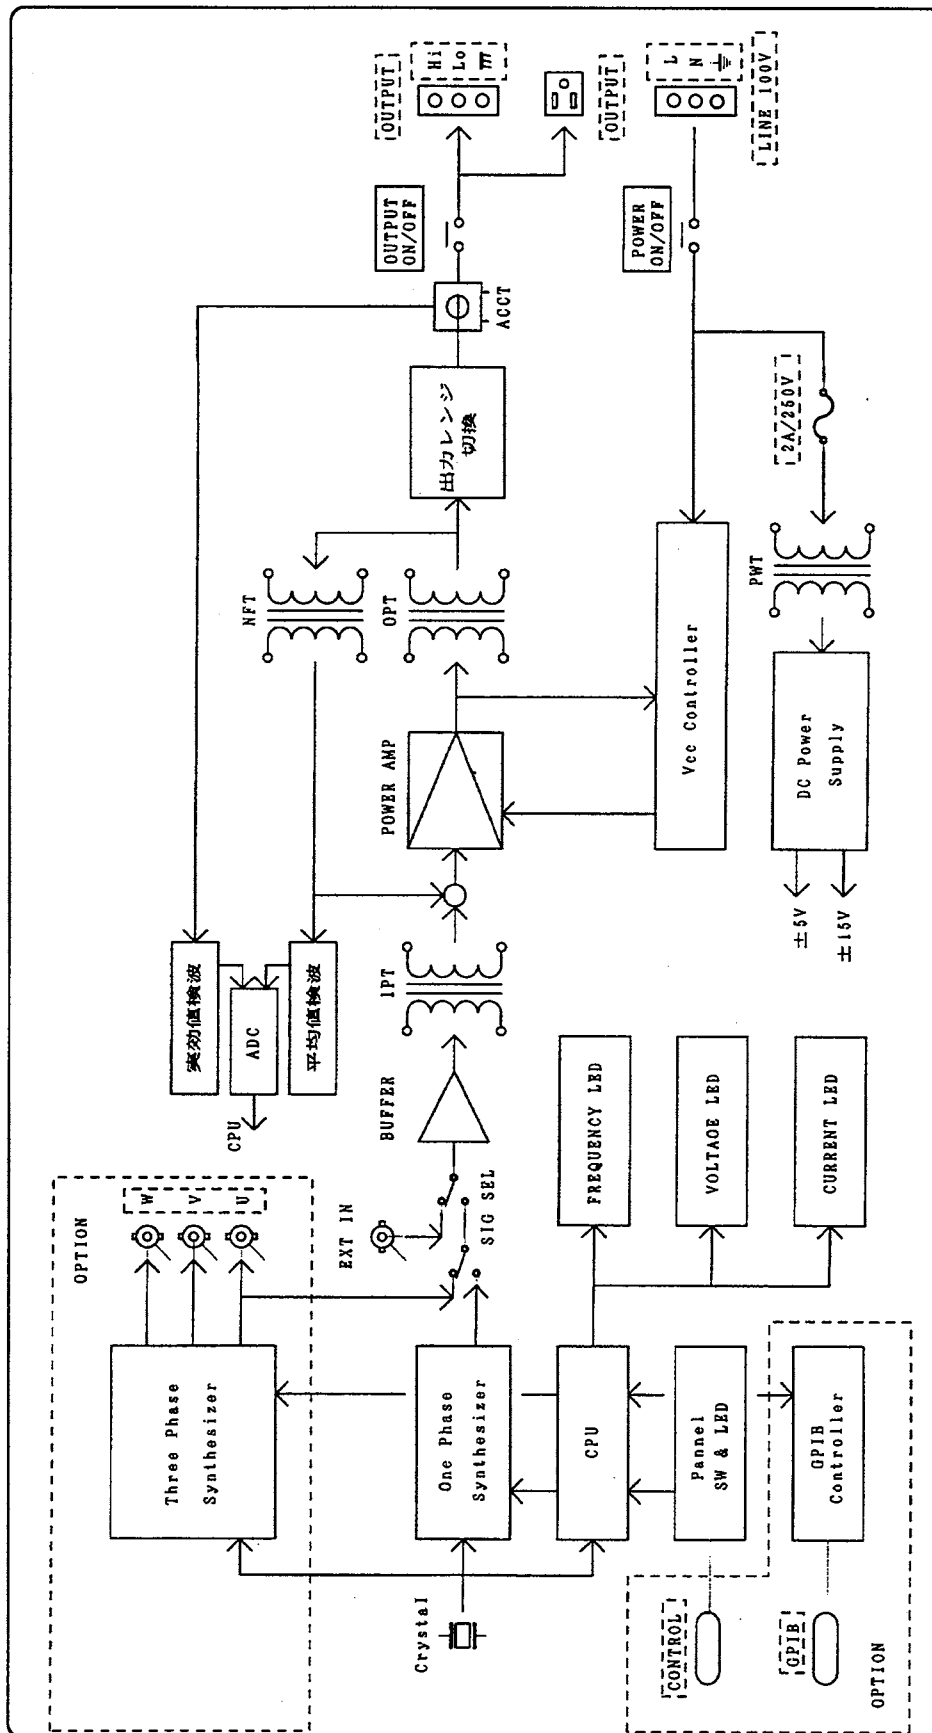 OPTION
W
V
U
Three Phase
Synthesizer
Crystal
One Phase
Synthesizer
EXT IN
SIG SEL
BUFFER
1PT
CPU
ADC
実効値検波
平均値検波
NFT
OPT
POWER AMP
出力レンジ
切換
ACCT
OUTPUT
ON/OFF
OUTPUT
Hi
Lo
OUTPUT
CPU
FREQUENCY LED
VOLTAOE LED
CURRENT LED
Pannel
SW & LED
CONTROL
GPIB
Controller
GPIB
OPTION
Vcc Controller
POWER
ON/OFF
L
N
LINE 100V
2A/250V
PWT
DC Power
Supply
±5V
±15V